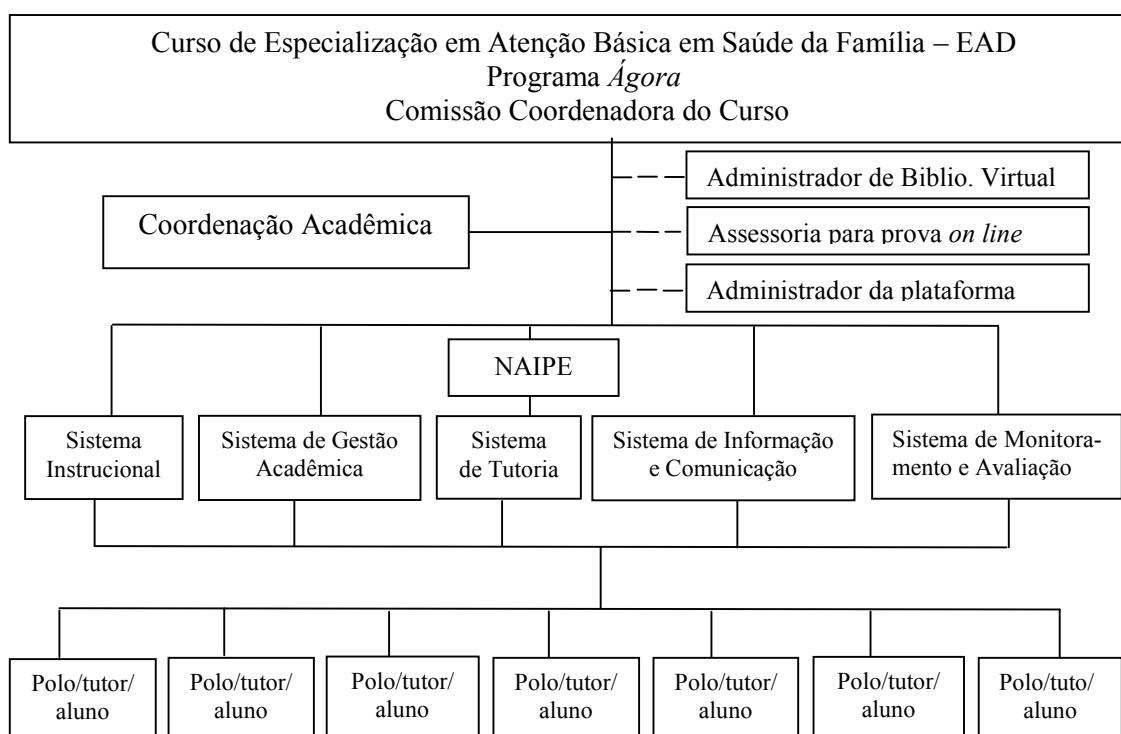 Curso de Especialização em Atenção Básica em Saúde da Família – EAD
Programa Ágora
Comissão Coordenadora do Curso
Administrador de Biblio. Virtual
Coordenação Acadêmica
Assessoria para prova on line
Administrador da plataforma
NAIPE
Sistema
Instrucional
Sistema de Gestão
Acadêmica
Sistema
de Tutoria
Sistema de Informação
e Comunicação
Sistema de Monitora-
mento e Avaliação
Polo/tutor/
aluno
Polo/tutor/
aluno
Polo/tutor/
aluno
Polo/tutor/
aluno
Polo/tutor/
aluno
Polo/tutor/
aluno
Polo/tuto/
aluno